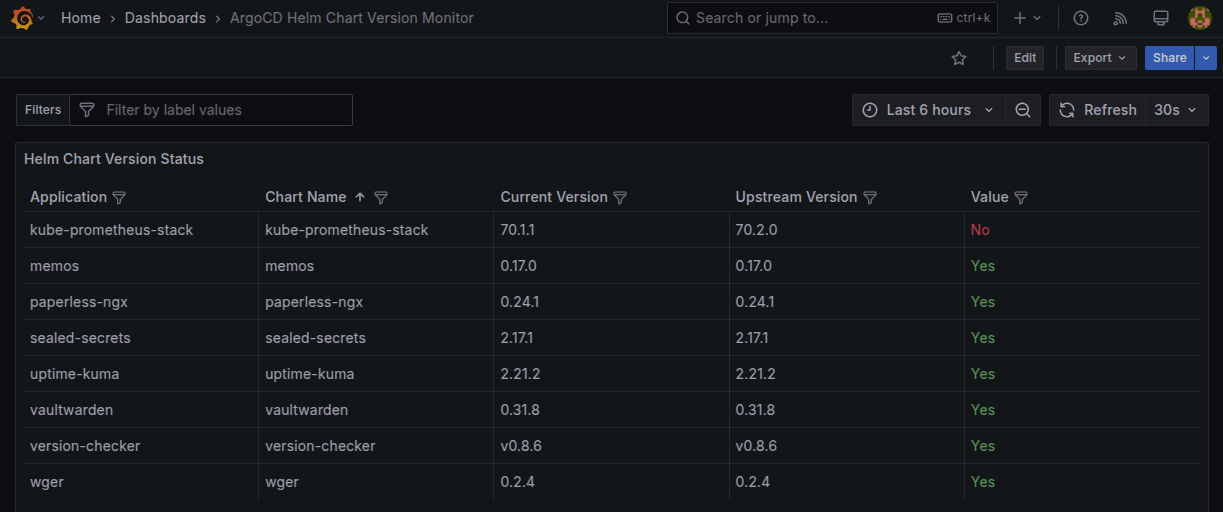 Home › Dashboards › ArgoCD Helm Chart Version Monitor Search or jump to... ctrl+k
Edit Export Share
Filters Filter by label values Last 6 hours Refresh 30s
Helm Chart Version Status
Application Chart Name Current Version Upstream Version Value
kube-prometheus-stack kube-prometheus-stack 70.1.1 70.2.0 No
memos memos 0.17.0 0.17.0 Yes
paperless-ngx paperless-ngx 0.24.1 0.24.1 Yes
sealed-secrets sealed-secrets 2.17.1 2.17.1 Yes
uptime-kuma uptime-kuma 2.21.2 2.21.2 Yes
vaultwarden vaultwarden 0.31.8 0.31.8 Yes
version-checker version-checker v0.8.6 v0.8.6 Yes
wger wger 0.2.4 0.2.4 Yes